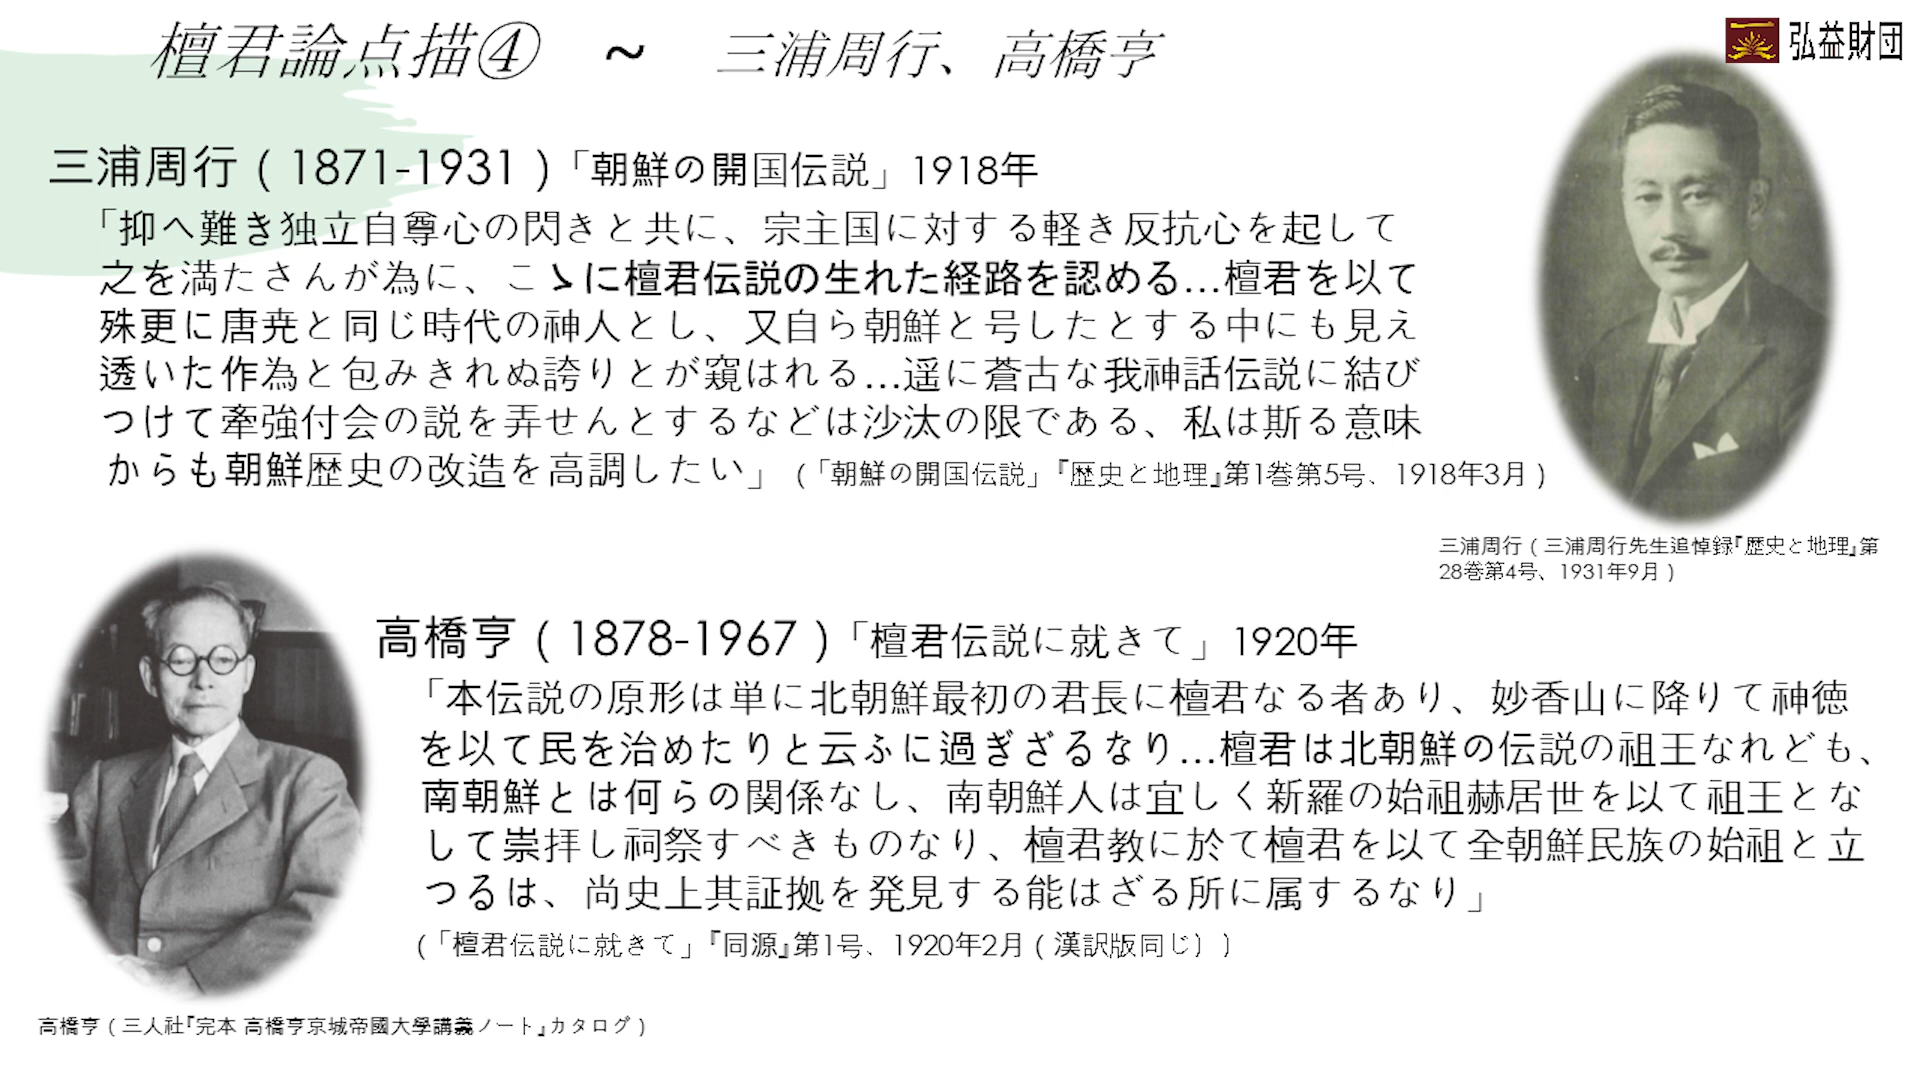 檀君論点描④ ~ 三浦周行、高橋亨
弘益財団
三浦周行(1871-1931)「朝鮮の開国伝説」1918年
「抑へ難き独立自尊心の閃きと共に、宗主国に対する軽き反抗心を起して
之を満たさんが為に、こゝに檀君伝説の生れた経路を認める…檀君を以て
殊更に唐尭と同じ時代の神人とし、又自ら朝鮮と号したとする中にも見え
透いた作為と包みきれぬ誇りとが窺はれる…遥に蒼古な我神話伝説に結び
つけて牽強付会の説を弄せんとするなどは沙汰の限である、私は斯る意味
からも朝鮮歴史の改造を高調したい」(「朝鮮の開国伝説」『歴史と地理』第1巻第5号、1918年3月)
三浦周行(三浦周行先生追悼録『歴史と地理』第
28巻第4号、1931年9月)
高橋亨(1878-1967)「檀君伝説に就きて」1920年
「本伝説の原形は単に北朝鮮最初の君長に檀君なる者あり、妙香山に降りて神徳
を以て民を治めたりと云ふに過ぎざるなり…檀君は北朝鮮の伝説の祖王なれども、
南朝鮮とは何らの関係なし、南朝鮮人は宜しく新羅の始祖赫居世を以て祖王とな
して崇拝し祠祭すべきものなり、檀君教に於て檀君を以て全朝鮮民族の始祖と立
つるは、尚史上其証拠を発見する能はざる所に属するなり」
(「檀君伝説に就きて」『同源』第1号、1920年2月(漢訳版同じ))
高橋亨(三人社『完本 高橋亨京城帝國大學講義ノート』カタログ)